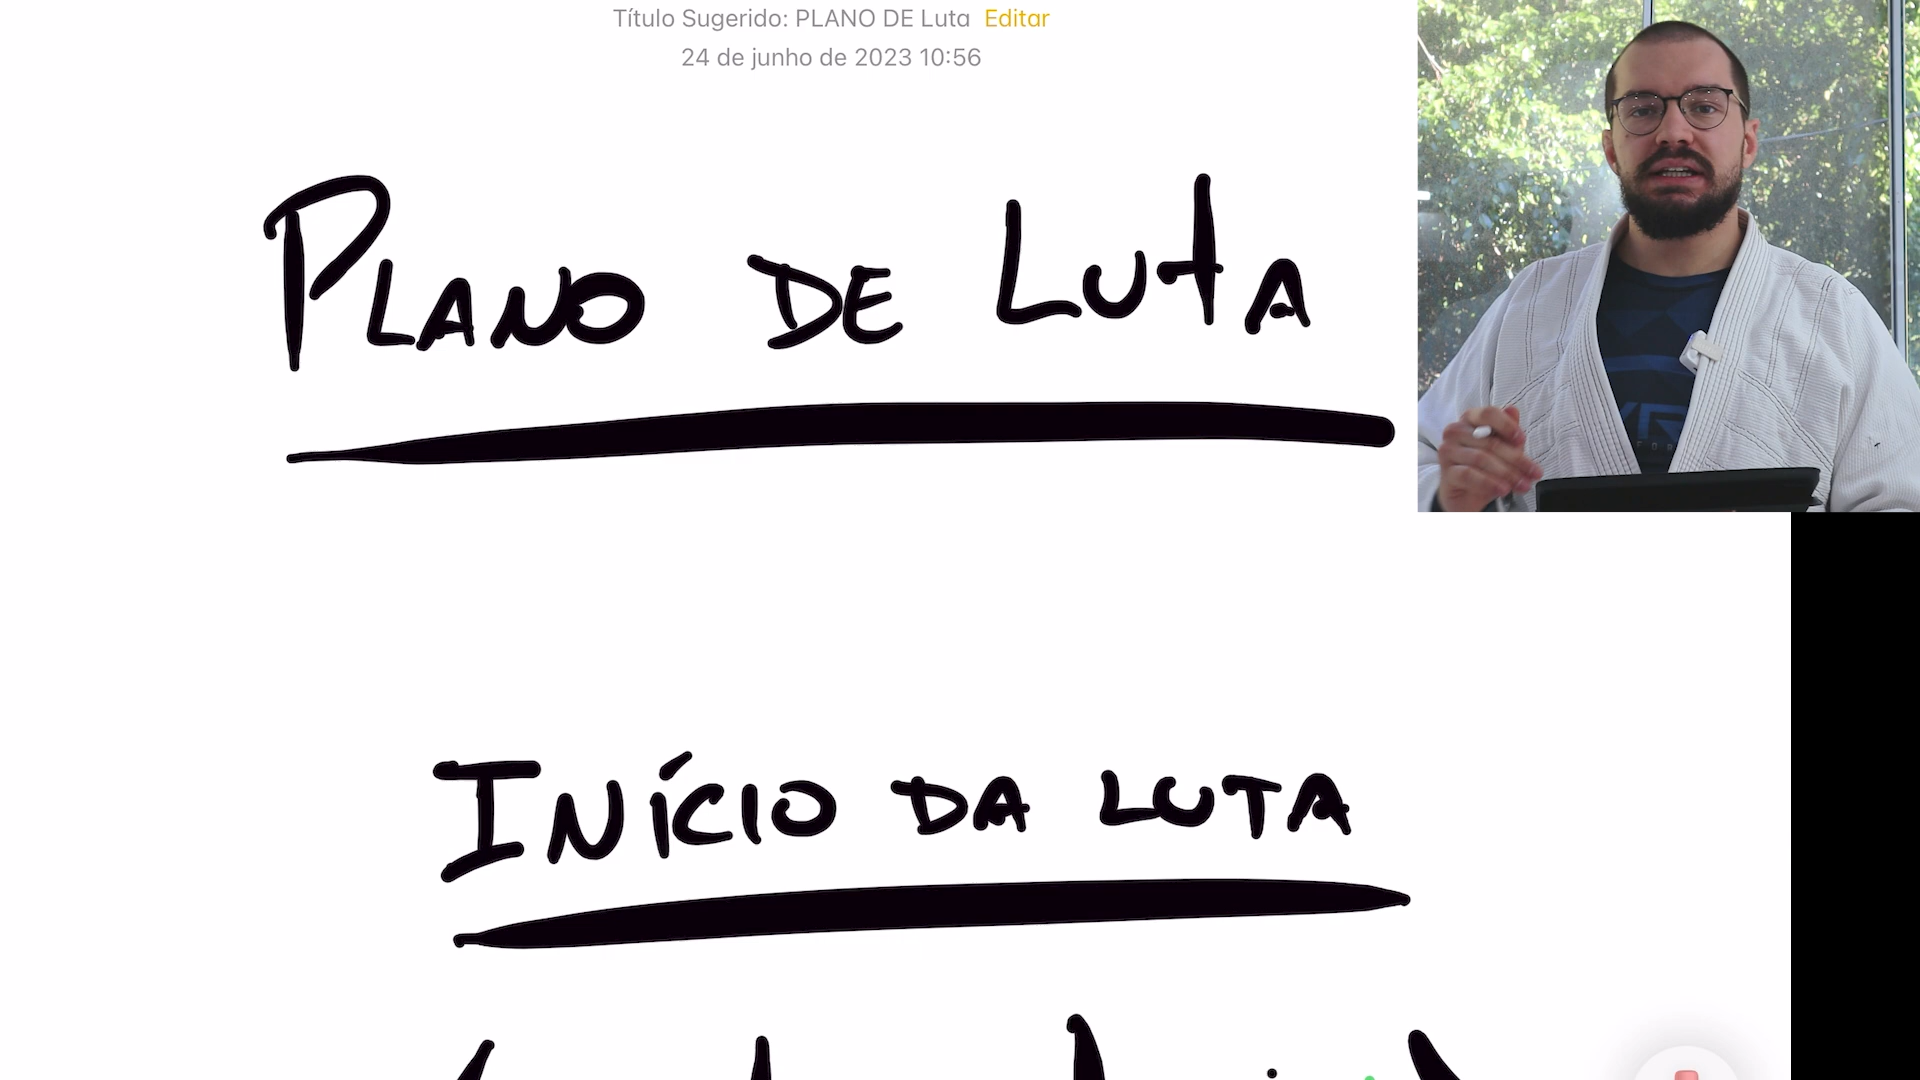 Título Sugerido: PLANO DE Luta Editar
24 de junho de 2023 10:56
PLANO DE LUtA
INÍCIO DA LUTA